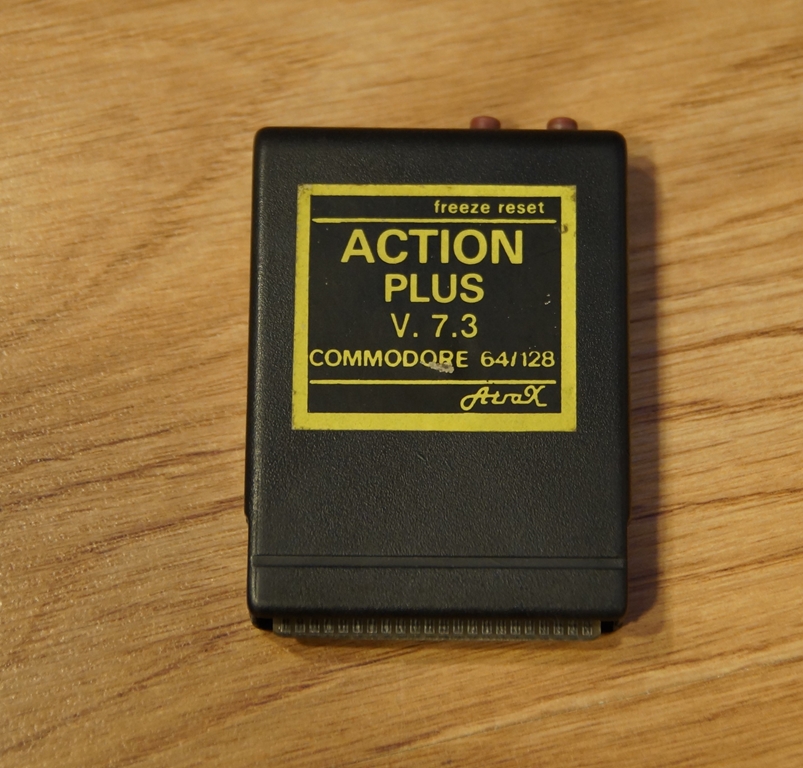 freeze reset
ACTION
PLUS
V. 7.3
COMMODORE 64/128
AtraX